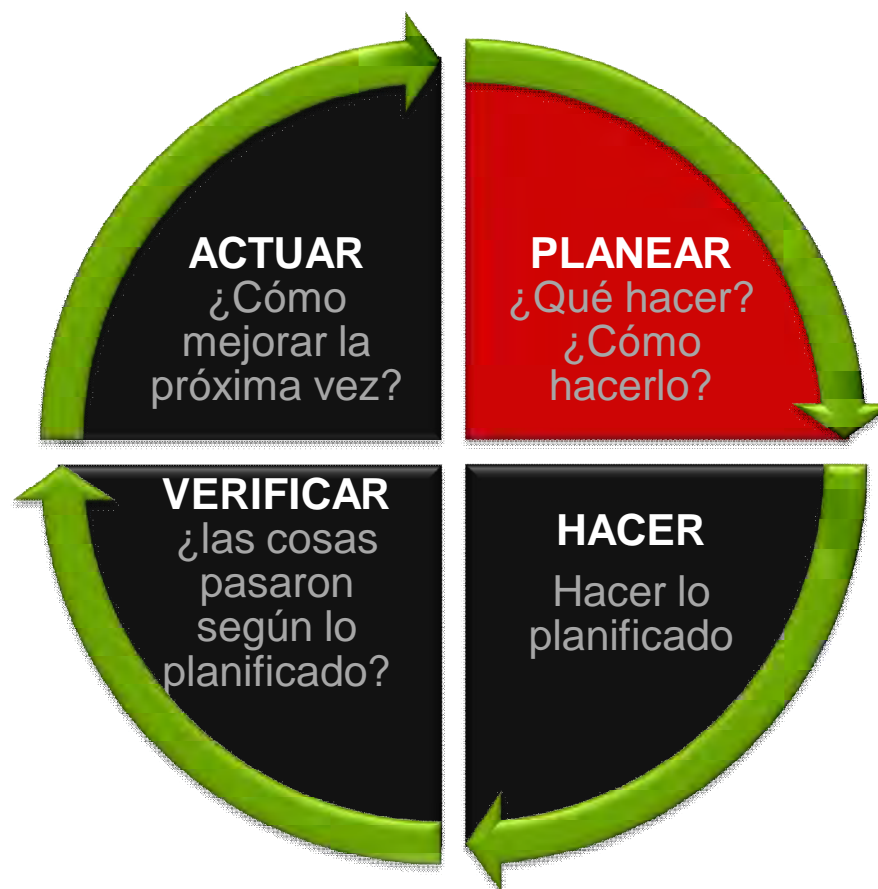 ACTUAR
¿Cómo
mejorar la
próxima vez?
PLANEAR
¿Qué hacer?
¿Cómo
hacerlo?
VERIFICAR
¿las cosas
pasaron
según lo
planificado?
HACER
Hacer lo
planificado